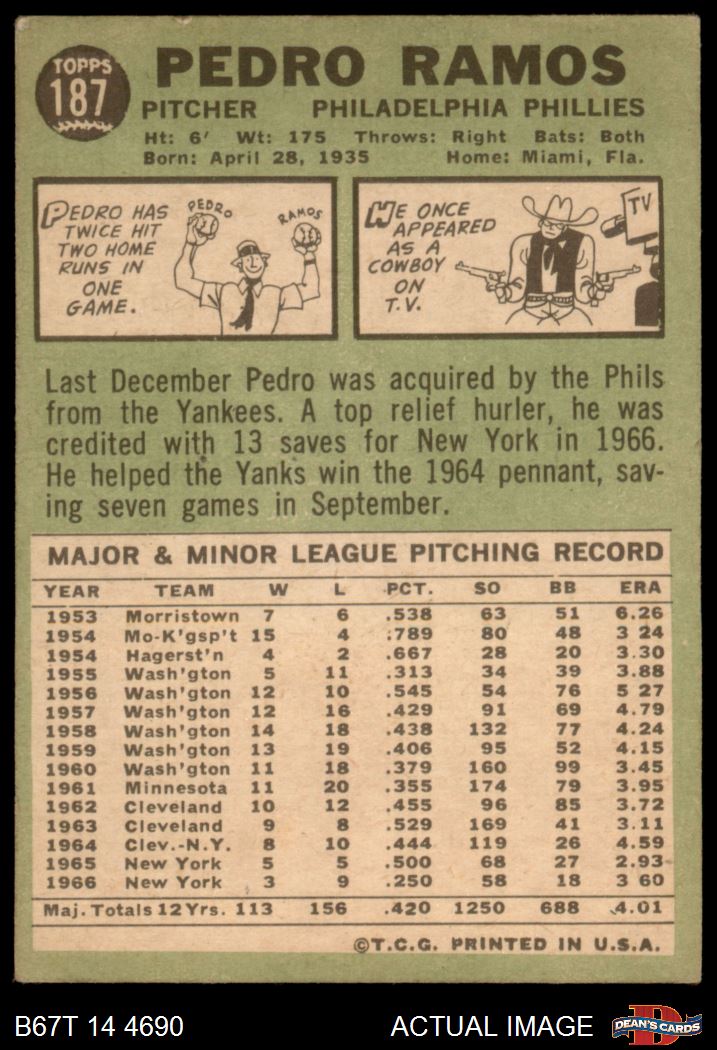 TOPPS
187
PEDRO RAMOS
PITCHER PHILADELPHIA PHILLIES
Ht: 6' Wt: 175 Throws: Right Bats: Both
Born: April 28, 1935 Home: Miami, Fla.
PEDRO HAS
TWICE HIT
TWO HOME
RUNS IN
ONE
GAME.
PEDRO
RAMOS
HE ONCE
APPEARED
AS A
COWBOY
ON
T.V.
TV
Last December Pedro was acquired by the Phils
from the Yankees. A top relief hurler, he was
credited with 13 saves for New York in 1966.
He helped the Yanks win the 1964 pennant, sav-
ing seven games in September.
MAJOR & MINOR LEAGUE PITCHING RECORD
YEAR TEAM W L PCT. SO BB ERA
1953 Morristown 7 6 .538 63 51 6.26
1954 Mo-K'gsp't 15 4 .789 80 48 3 24
1954 Hagerst'n 4 2 .667 28 20 3.30
1955 Wash'gton 5 11 .313 34 39 3.88
1956 Wash'gton 12 10 .545 54 76 5 27
1957 Wash'gton 12 16 .429 91 69 4.79
1958 Wash'gton 14 18 .438 132 77 4.24
1959 Wash'gton 13 19 .406 95 52 4.15
1960 Wash'gton 11 18 .379 160 99 3.45
1961 Minnesota 11 20 .355 174 79 3.95
1962 Cleveland 10 12 .455 96 85 3.72
1963 Cleveland 9 8 .529 169 41 3.11
1964 Clev.-N.Y. 8 10 .444 119 26 4.59
1965 New York 5 5 .500 68 27 2.93
1966 New York 3 9 .250 58 18 3 60
Maj. Totals 12 Yrs. 113 156 .420 1250 688 4.01
©T.C.G. PRINTED IN U.S.A.
B67T 14 4690 ACTUAL IMAGE D DEAN'S CARDS